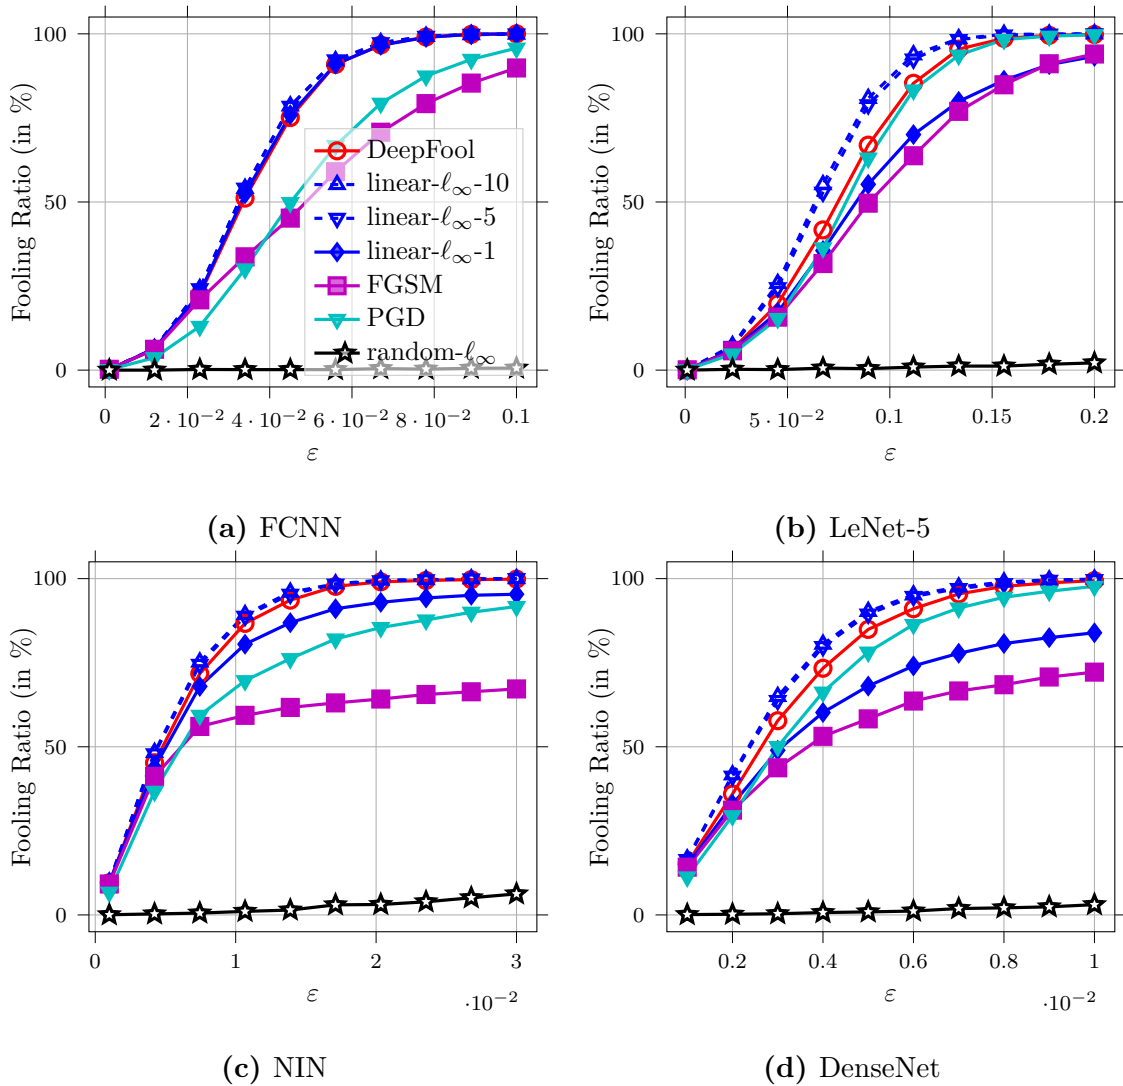 100
50
0
Fooling Ratio (in %)
DeepFool
linear-ℓ∞-10
linear-ℓ∞-5
linear-ℓ∞-1
FGSM
PGD
random-ℓ∞
0 2 · 10⁻² 4 · 10⁻² 6 · 10⁻² 8 · 10⁻² 0.1
ε
(a) FCNN
100
50
0
Fooling Ratio (in %)
0 5 · 10⁻² 0.1 0.15 0.2
ε
(b) LeNet-5
100
50
0
Fooling Ratio (in %)
0 1 2 3
·10⁻²
ε
(c) NIN
100
50
0
Fooling Ratio (in %)
0.2 0.4 0.6 0.8 1
·10⁻²
ε
(d) DenseNet